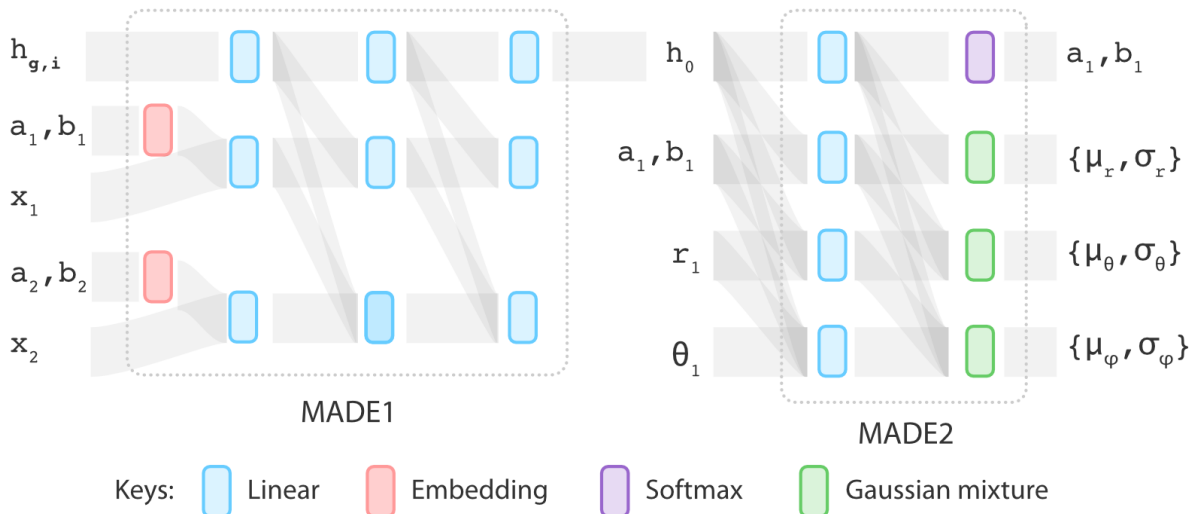 h_g,i
a_1,b_1
x_1
a_2,b_2
x_2
MADE1
h_0
a_1,b_1
r_1
θ_1
a_1,b_1
{μ_r,σ_r}
{μ_θ,σ_θ}
{μ_φ,σ_φ}
MADE2
Keys: Linear Embedding Softmax Gaussian mixture